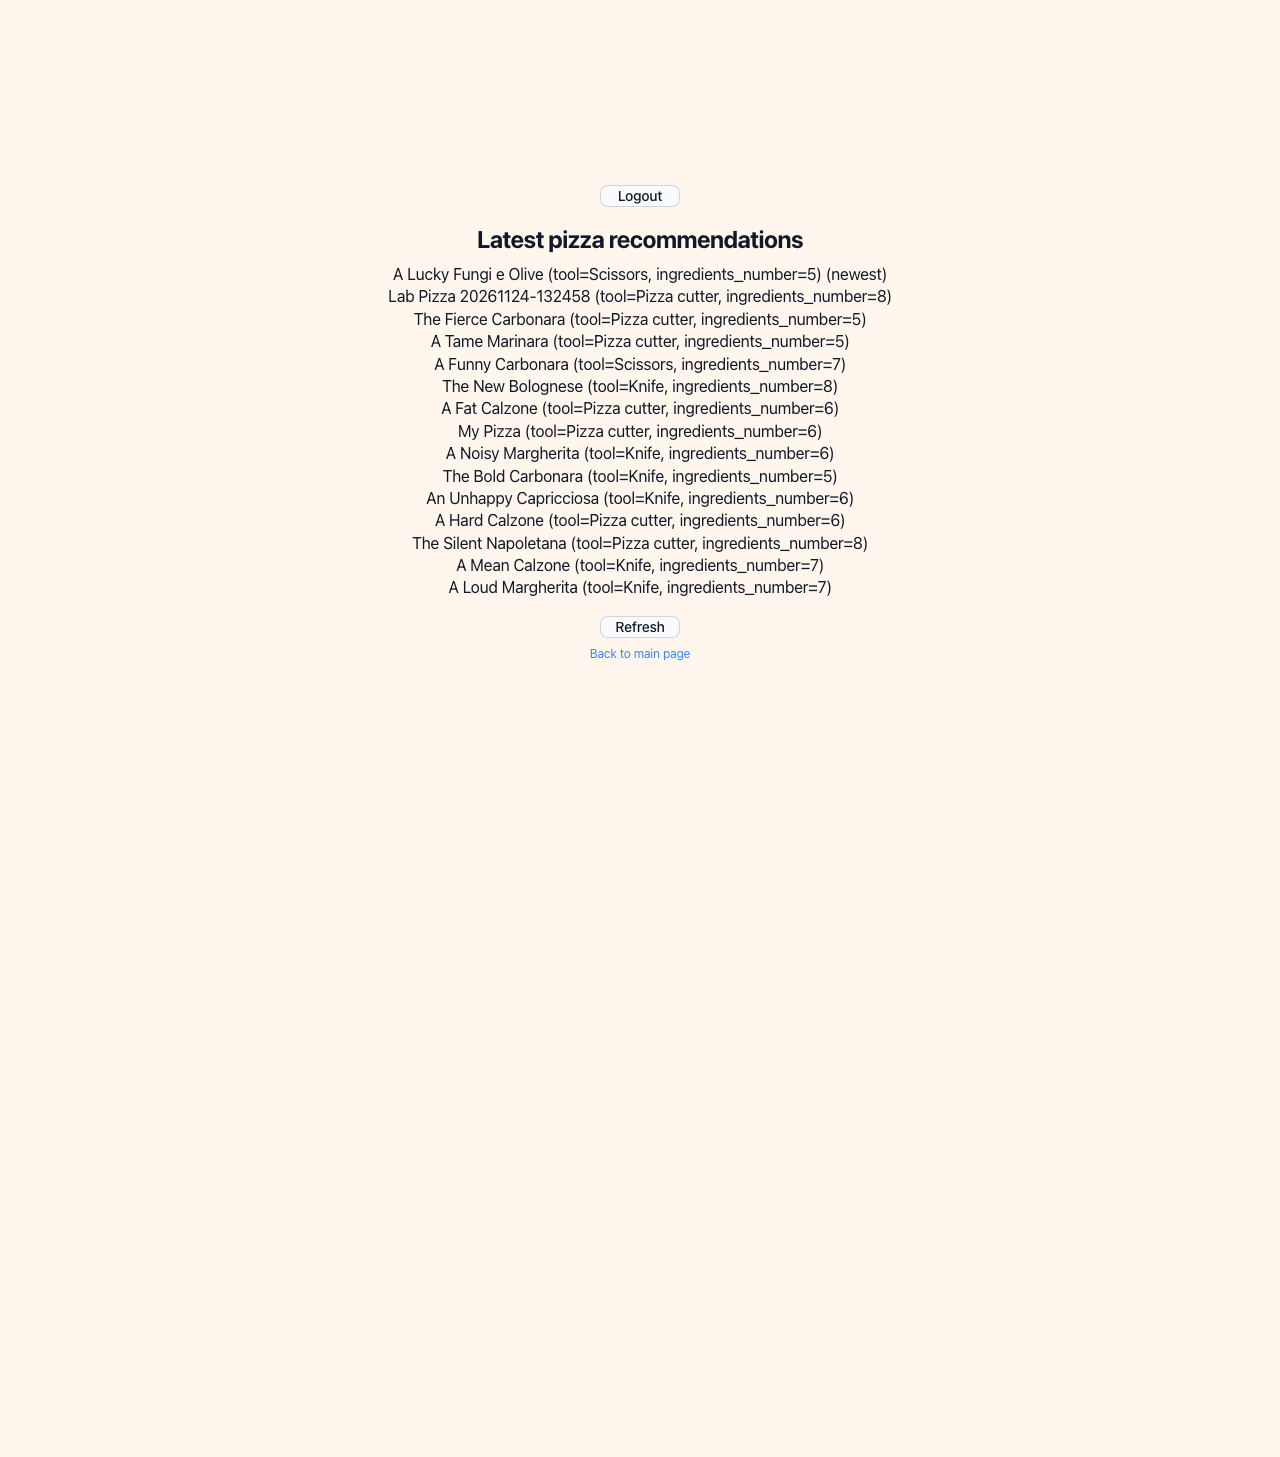 Logout
Latest pizza recommendations
A Lucky Fungi e Olive (tool=Scissors, ingredients_number=5) (newest)
Lab Pizza 20261124-132458 (tool=Pizza cutter, ingredients_number=8)
The Fierce Carbonara (tool=Pizza cutter, ingredients_number=5)
A Tame Marinara (tool=Pizza cutter, ingredients_number=5)
A Funny Carbonara (tool=Scissors, ingredients_number=7)
The New Bolognese (tool=Knife, ingredients_number=8)
A Fat Calzone (tool=Pizza cutter, ingredients_number=6)
My Pizza (tool=Pizza cutter, ingredients_number=6)
A Noisy Margherita (tool=Knife, ingredients_number=6)
The Bold Carbonara (tool=Knife, ingredients_number=5)
An Unhappy Capricciosa (tool=Knife, ingredients_number=6)
A Hard Calzone (tool=Pizza cutter, ingredients_number=6)
The Silent Napoletana (tool=Pizza cutter, ingredients_number=8)
A Mean Calzone (tool=Knife, ingredients_number=7)
A Loud Margherita (tool=Knife, ingredients_number=7)
Refresh
Back to main page